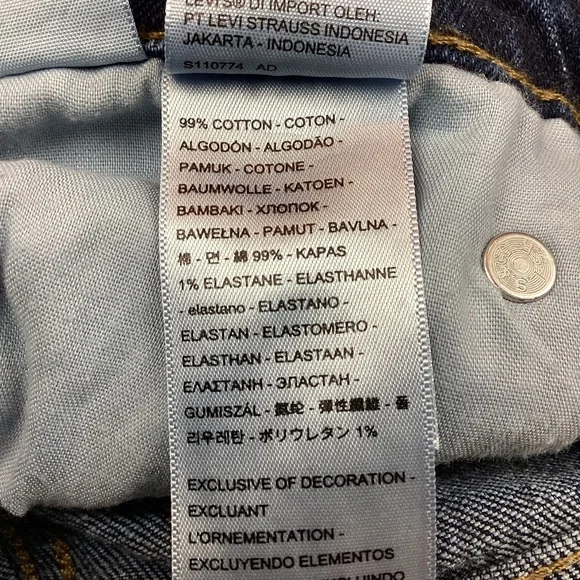 LEVI'S® DI IMPORT OLEH:
PT LEVI STRAUSS INDONESIA
JAKARTA - INDONESIA
S110774 AD
99% COTTON - COTON -
ALGODÓN - ALGODÃO -
PAMUK - COTONE -
BAUMWOLLE - KATOEN -
BAMBAKI - ХЛОПОК -
BAWEŁNA - PAMUT - BAVLNA -
棉 - 면 - 綿 99% - KAPAS
1% ELASTANE - ELASTHANNE
- elastano - ELASTANO -
ELASTAN - ELASTOMERO -
ELASTHAN - ELASTAAN -
ΕΛΑΣΤΑΝΗ - ЭЛАСТАН -
GUMISZÁL - 氨纶 - 彈性纖維 - 폴
리우레탄 - ポリウレタン 1%
EXCLUSIVE OF DECORATION -
EXCLUANT
L'ORNEMENTATION -
EXCLUYENDO ELEMENTOS